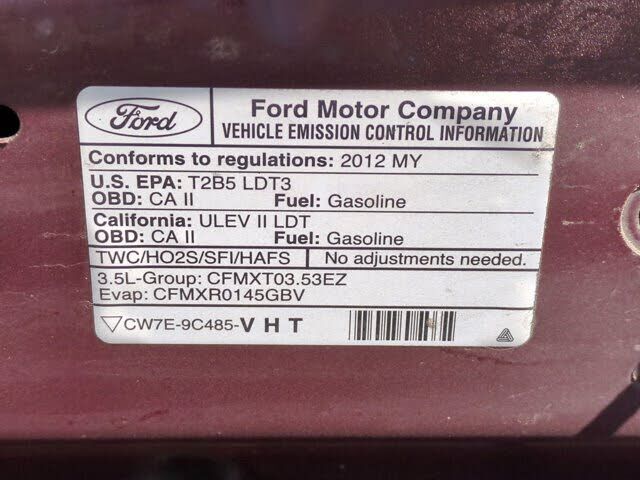 Ford
Ford Motor Company
VEHICLE EMISSION CONTROL INFORMATION
Conforms to regulations: 2012 MY
U.S. EPA: T2B5 LDT3
OBD: CA II Fuel: Gasoline
California: ULEV II LDT
OBD: CA II Fuel: Gasoline
TWC/HO2S/SFI/HAFS No adjustments needed.
3.5L-Group: CFMXT03.53EZ
Evap: CFMXR0145GBV
CW7E-9C485-V H T